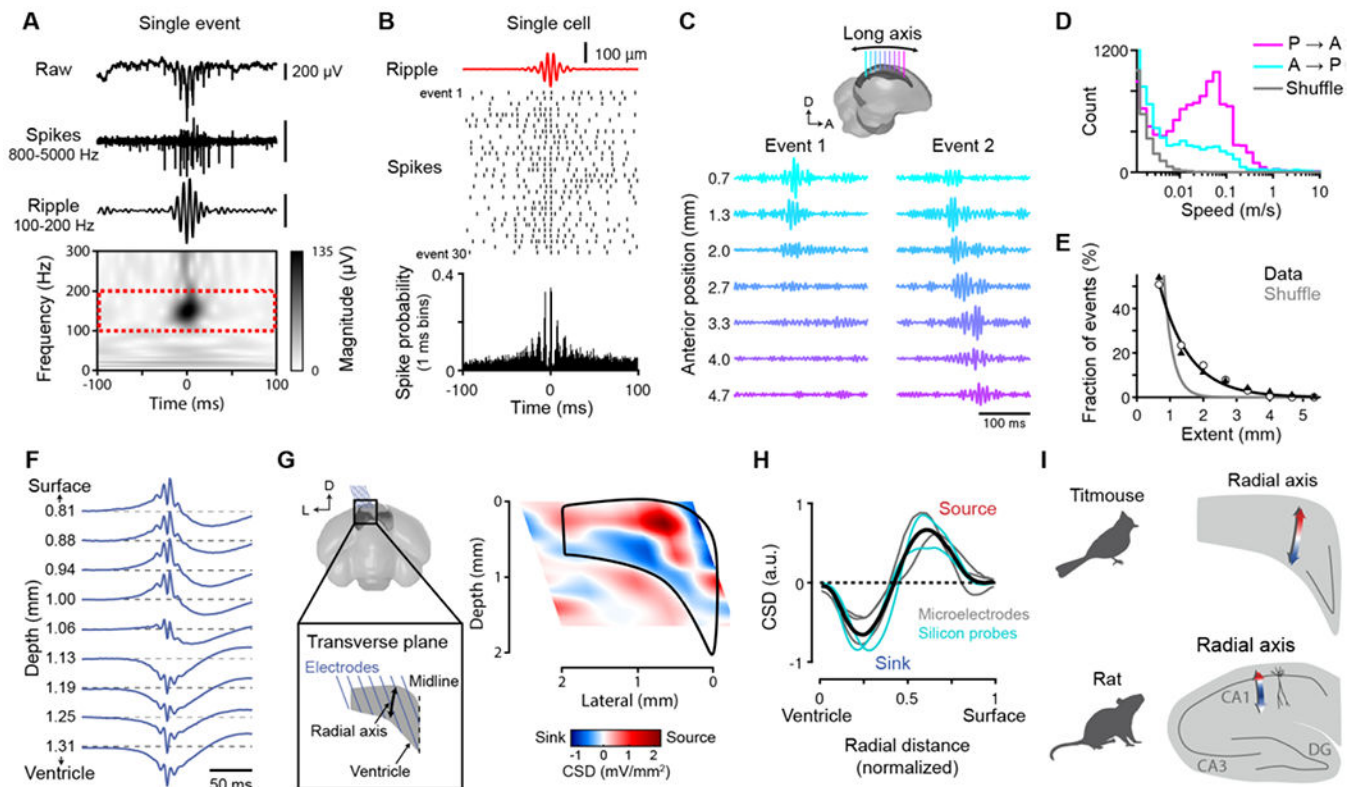 A
Single event
Raw
200 µV
Spikes
800-5000 Hz
Ripple
100-200 Hz
300
200
100
Frequency (Hz)
-100
0
100
Time (ms)
135
0
Magnitude (µV)
B
Single cell
100 µm
Ripple
event 1
Spikes
event 30
0.4
0
Spike probability
(1 ms bins)
-100
0
100
Time (ms)
C
Long axis
D
A
Event 1
Event 2
Anterior position (mm)
0.7
1.3
2.0
2.7
3.3
4.0
4.7
100 ms
D
1200
0
Count
P → A
A → P
Shuffle
0.01
0.1
1
10
Speed (m/s)
E
Fraction of events (%)
40
20
0
Data
Shuffle
0
1
2
3
4
5
Extent (mm)
F
Surface
0.81
0.88
0.94
1.00
1.06
1.13
1.19
1.25
1.31
Ventricle
Depth (mm)
50 ms
G
D
L
Transverse plane
Electrodes
Midline
Radial axis
Ventricle
Depth (mm)
0
1
2
2
1
0
Lateral (mm)
Sink
Source
-1
0
1
CSD (mV/mm²)
H
CSD (a.u.)
1
0
-1
Source
Microelectrodes
Silicon probes
Sink
0
0.5
1
Ventricle
Surface
Radial distance
(normalized)
I
Titmouse
Radial axis
Rat
Radial axis
CA1
DG
CA3